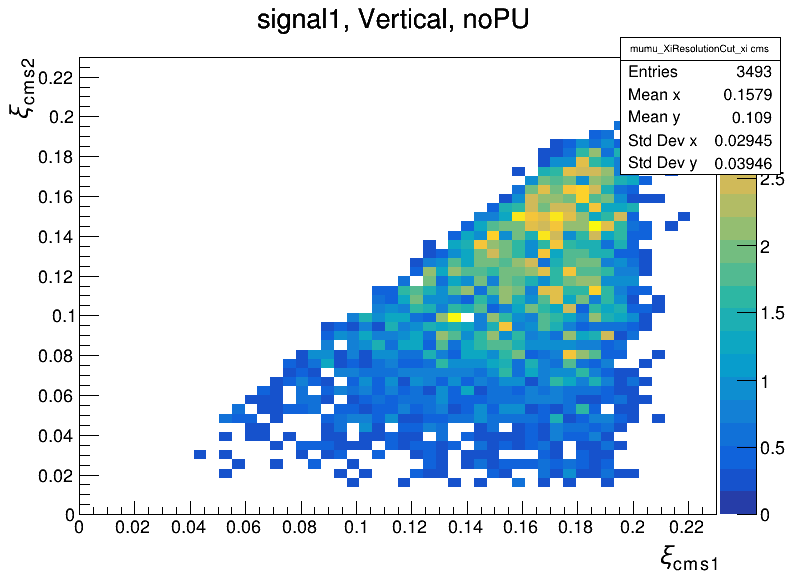 signal1, Vertical, noPU
mumu_XiResolutionCut_xi cms
Entries 3493
Mean x 0.1579
Mean y 0.109
Std Dev x 0.02945
Std Dev y 0.03946
ξcms2
0.22
0.2
0.18
0.16
0.14
0.12
0.1
0.08
0.06
0.04
0.02
0
2.5
2
1.5
1
0.5
0
0 0.02 0.04 0.06 0.08 0.1 0.12 0.14 0.16 0.18 0.2 0.22
ξcms1